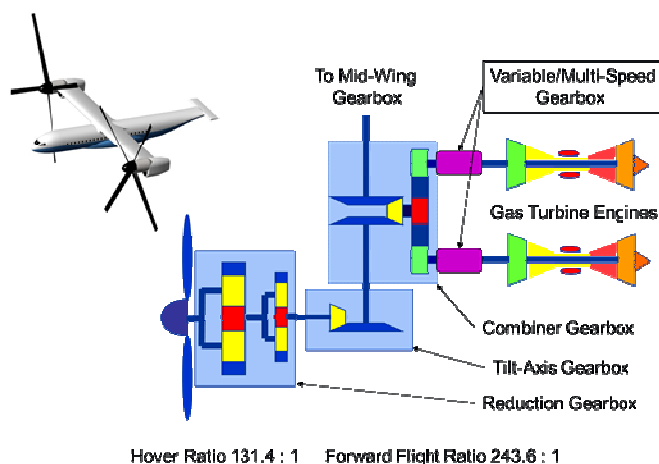 To Mid-Wing
Gearbox
Variable/Multi-Speed
Gearbox
Gas Turbine Engines
Combiner Gearbox
Tilt-Axis Gearbox
Reduction Gearbox
Hover Ratio 131.4 : 1 Forward Flight Ratio 243.6 : 1